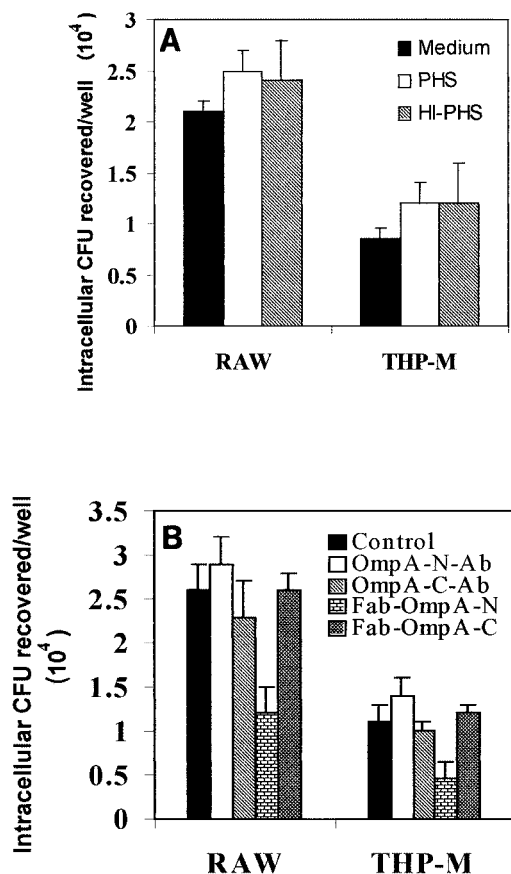 A
Intracellular CFU recovered/well (10⁴)
3
2.5
2
1.5
1
0.5
0
Medium
PHS
HI-PHS
RAW
THP-M
B
Intracellular CFU recovered/well
(10⁴)
3.5
3
2.5
2
1.5
1
0.5
0
Control
OmpA-N-Ab
OmpA-C-Ab
Fab-OmpA-N
Fab-OmpA-C
RAW
THP-M